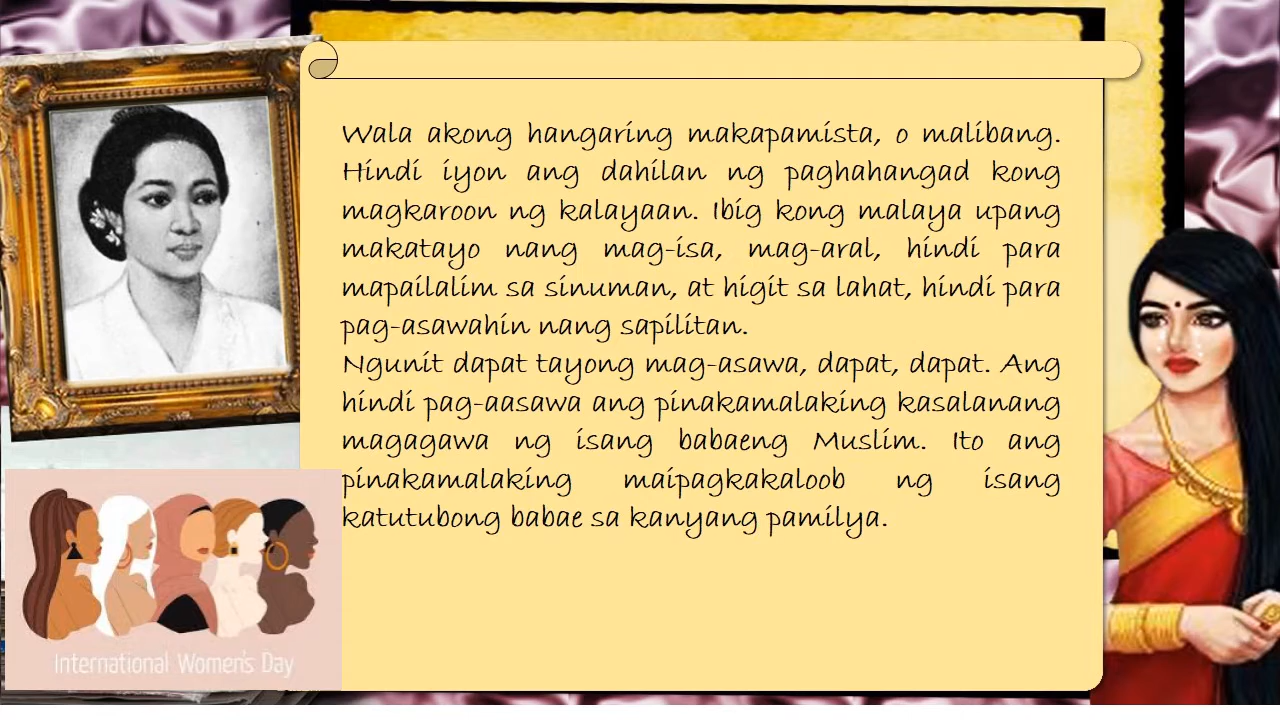 Wala akong hangaring makapamista, o malibang.
Hindi iyon ang dahilan ng paghahangad kong
magkaroon ng kalayaan. Ibig kong malaya upang
makatayo nang mag-isa, mag-aral, hindi para
mapailalim sa sinuman, at higit sa lahat, hindi para
pag-asawahin nang sapilitan.
Ngunit dapat tayong mag-asawa, dapat, dapat. Ang
hindi pag-aasawa ang pinakamalaking kasalanang
magagawa ng isang babaeng Muslim. Ito ang
pinakamalaking maipagkakaloob ng isang
katutubong babae sa kanyang pamilya.
International Women's Day